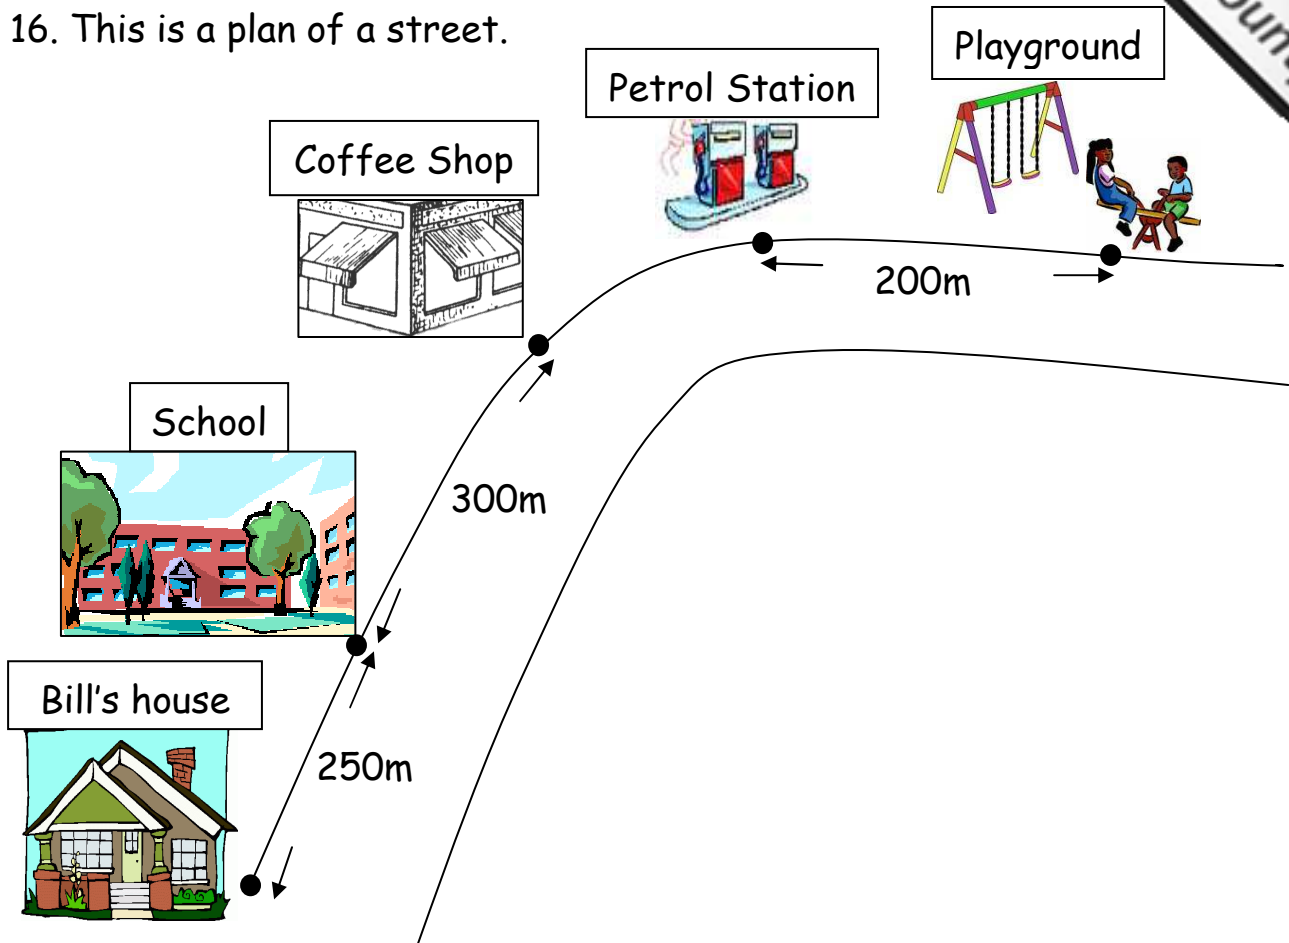 16. This is a plan of a street.
Playground
Petrol Station
Coffee Shop
200m
School
300m
Bill's house
250m